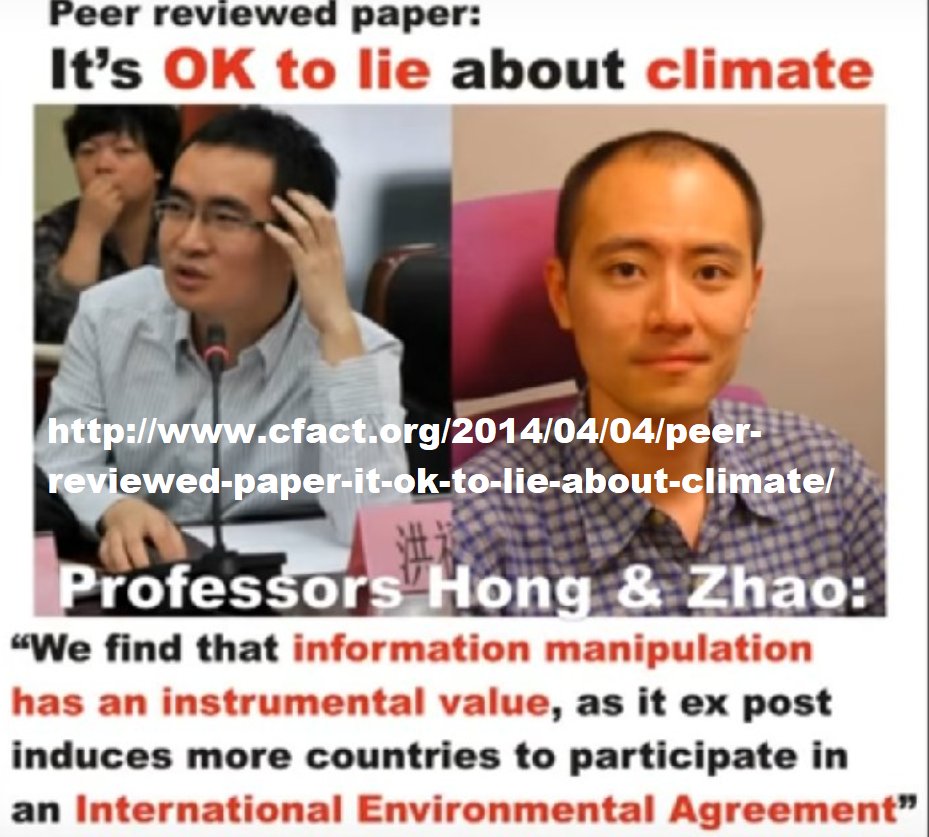 Peer reviewed paper:
It's OK to lie about climate
http://www.cfact.org/2014/04/04/peer-
reviewed-paper-it-ok-to-lie-about-climate/
洪
Professors Hong & Zhao:
“We find that information manipulation
has an instrumental value, as it ex post
induces more countries to participate in
an International Environmental Agreement”